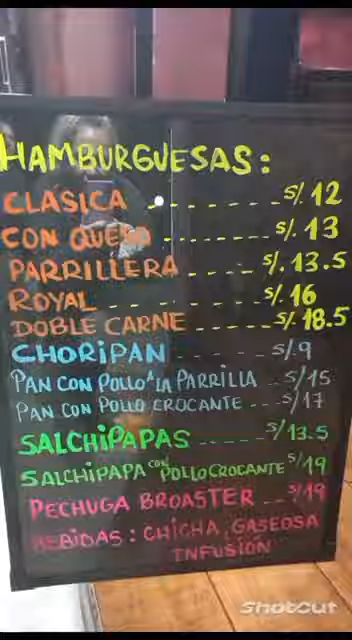 HAMBURGUESAS:
CLÁSICA . - - - - - - - S/. 12
CON QUESO ........--- S/. 13
PARRILLERA - - - - - S/. 13.5
ROYAL - - - - - - - - S/. 16
DOBLE CARNE - - - - - S/. 18.5
CHORIPAN - - - - - S/. 9
PAN CON POLLO A LA PARRILLA -- S/15
PAN CON POLLO CROCANTE -- S/17
SALCHIPAPAS - - - - - S/13.5
SALCHIPAPA CON POLLO CROCANTE S/19
PECHUGA BROASTER -- S/19
BEBIDAS: CHICHA, GASEOSA
INFUSIÓN
Shotcut